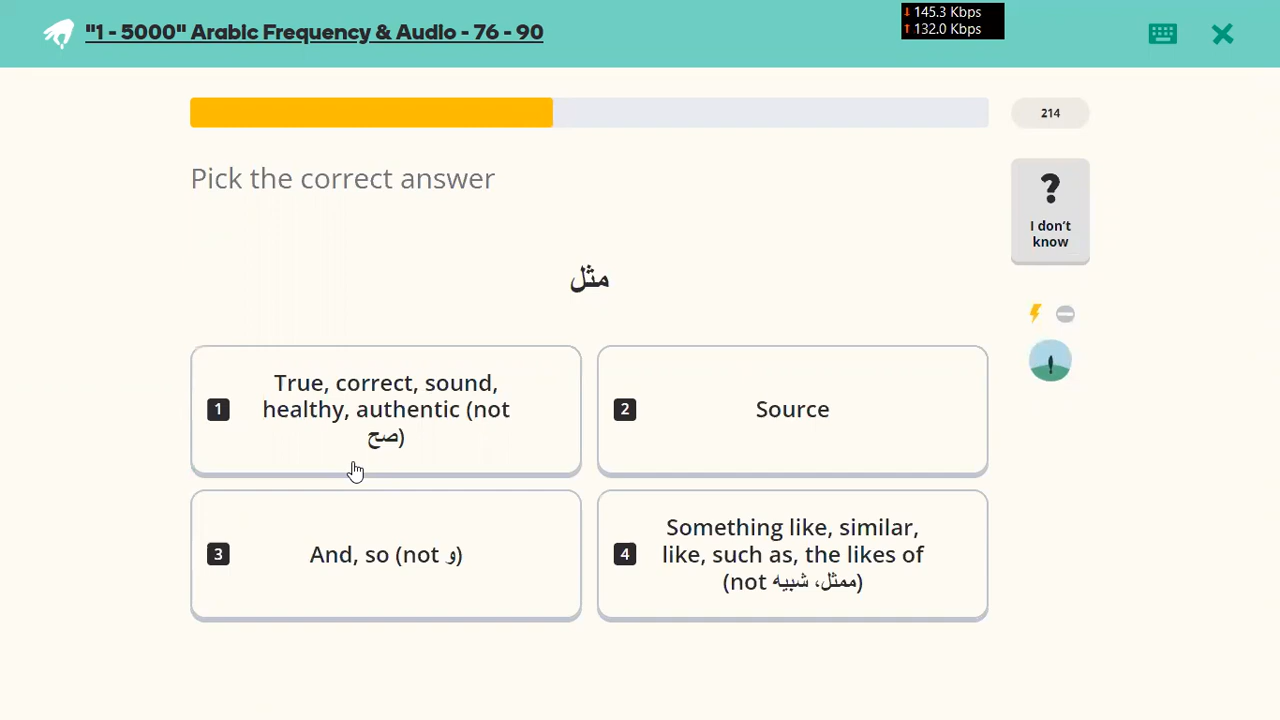 "1 - 5000" Arabic Frequency & Audio - 76 - 90
↓ 145.3 Kbps
↑ 132.0 Kbps
214
Pick the correct answer
?
I don't
know
مثل
1
True, correct, sound,
healthy, authentic (not
صح)
2
Source
3
And, so (not و)
4
Something like, similar,
like, such as, the likes of
(not ممثل، شبيه)